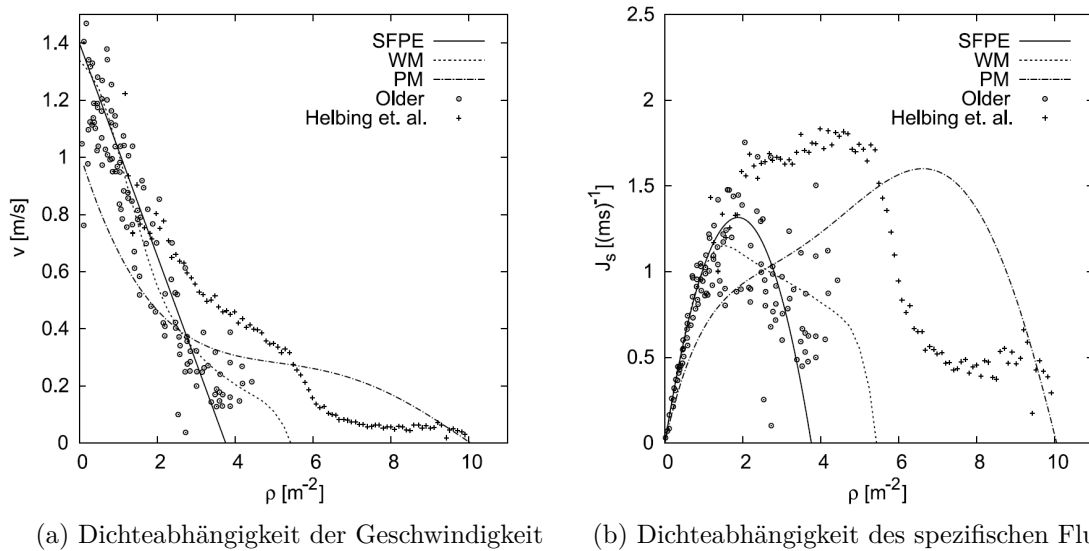 1.4
1.2
1
0.8
0.6
0.4
0.2
0
v [m/s]
0 2 4 6 8 10
ρ [m⁻²]
SFPE
WM
PM
Older
Helbing et. al.
(a) Dichteabhängigkeit der Geschwindigkeit
2.5
2
1.5
1
0.5
0
Jₛ [(ms)⁻¹]
0 2 4 6 8 10
ρ [m⁻²]
SFPE
WM
PM
Older
Helbing et. al.
(b) Dichteabhängigkeit des spezifischen